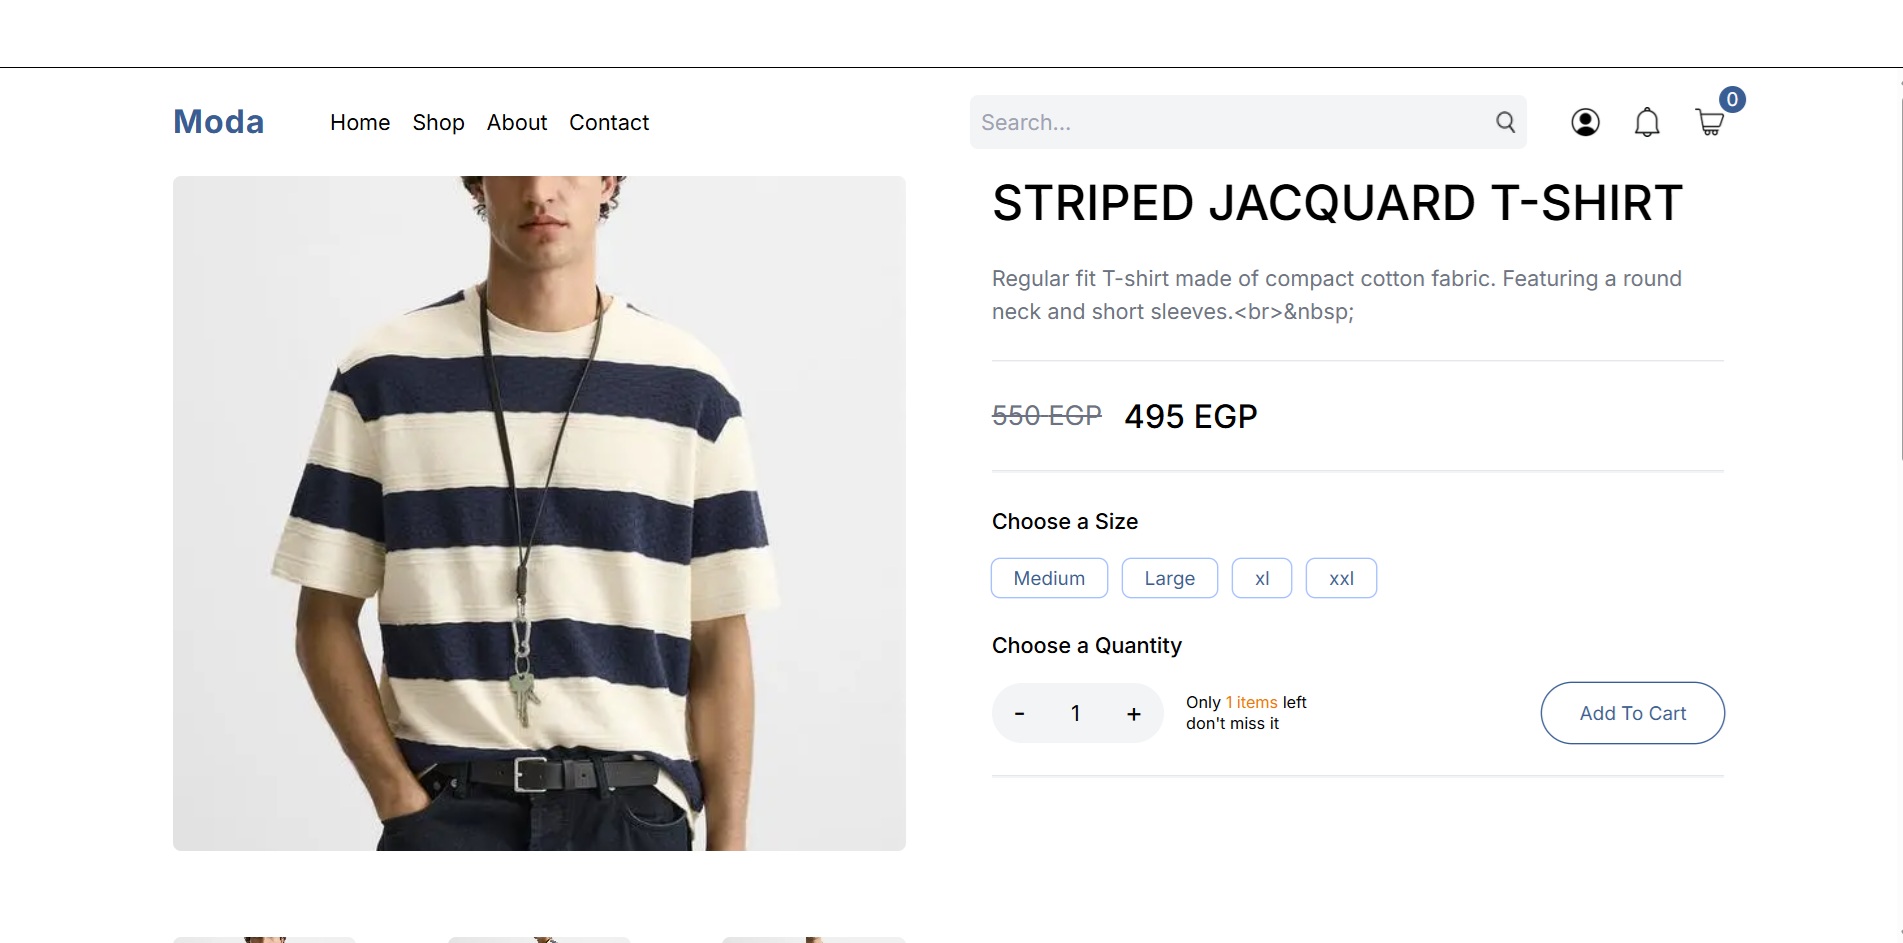 Moda
Home Shop About Contact
Search...
0
STRIPED JACQUARD T-SHIRT
Regular fit T-shirt made of compact cotton fabric. Featuring a round
neck and short sleeves.<br>&nbsp;
550 EGP 495 EGP
Choose a Size
Medium Large xl xxl
Choose a Quantity
- 1 +
Only 1 items left
don't miss it
Add To Cart